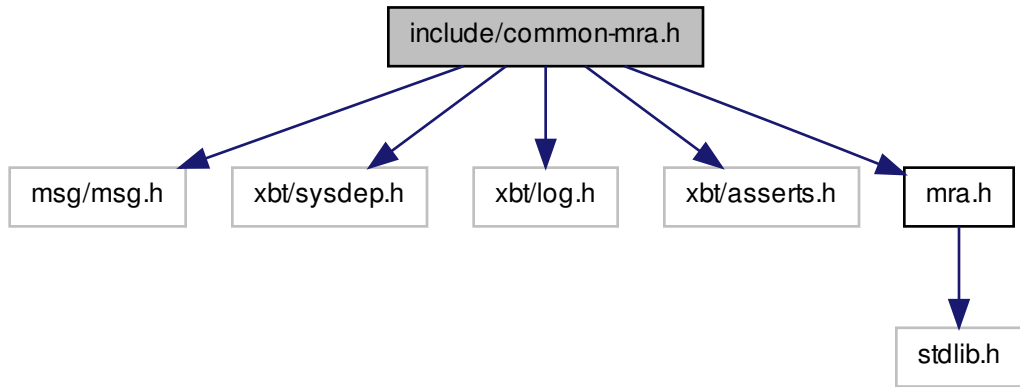 include/common-mra.h
msg/msg.h
xbt/sysdep.h
xbt/log.h
xbt/asserts.h
mra.h
stdlib.h